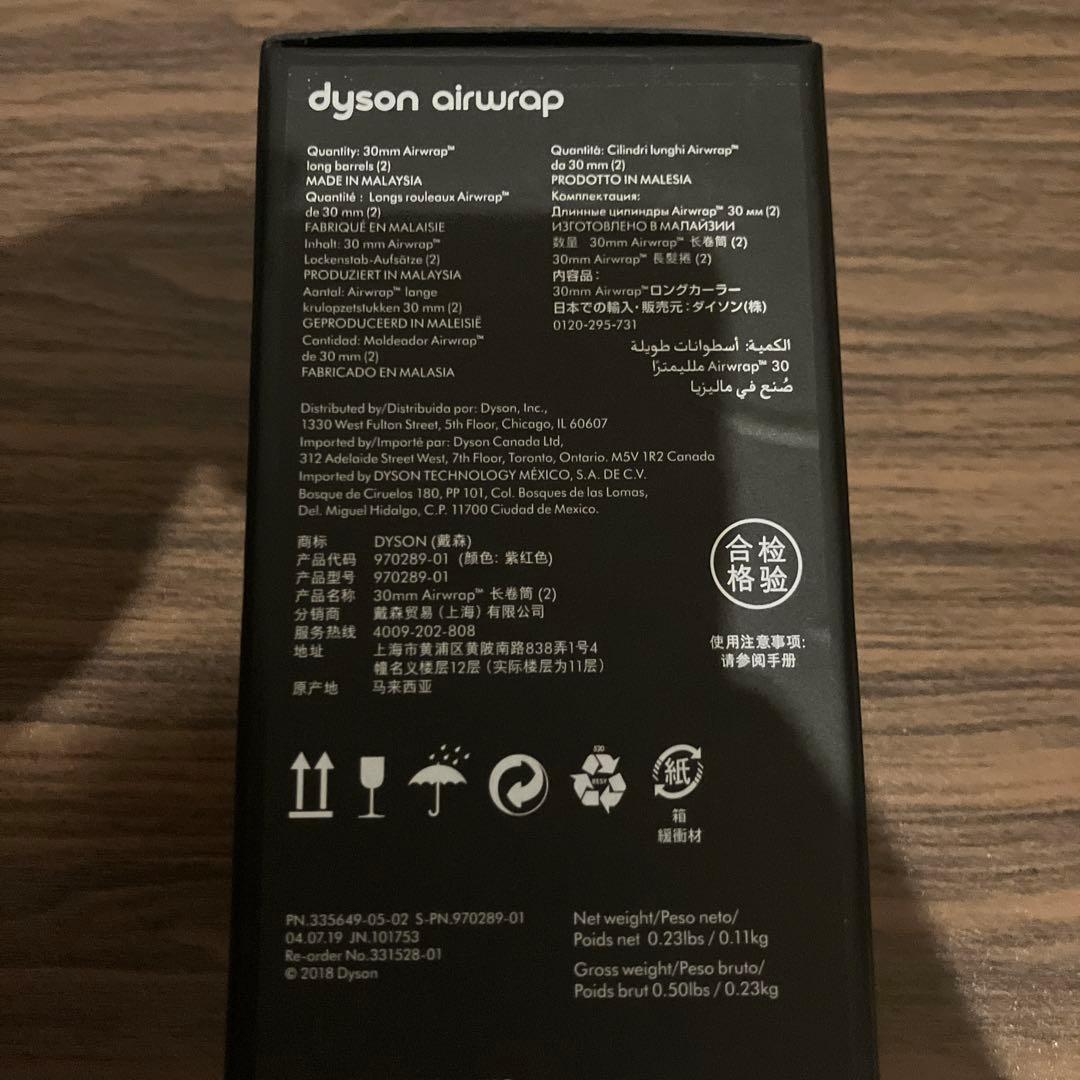 dyson airwrap
Quantity: 30mm Airwrap™
long barrels (2)
MADE IN MALAYSIA
Quantité : Longs rouleaux Airwrap™
de 30 mm (2)
FABRIQUÉ EN MALAISIE
Inhalt: 30 mm Airwrap™
Lockenstab-Aufsätze (2)
PRODUZIERT IN MALAYSIA
Aantal: Airwrap™ lange
krulopzetstukken 30 mm (2)
GEPRODUCEERD IN MALEISIË
Cantidad: Moldeador Airwrap™
de 30 mm (2)
FABRICADO EN MALASIA
Quantità: Cilindri lunghi Airwrap™
da 30 mm (2)
PRODOTTO IN MALESIA
Комплектация:
Длинные цилиндры Airwrap™ 30 мм (2)
ИЗГОТОВЛЕНО В МАЛАЙЗИИ
数量 30mm Airwrap™ 长卷筒 (2)
30mm Airwrap™ 長髮捲 (2)
内容品：
30mm Airwrap™ロングカーラー
日本での輸入・販売元：ダイソン(株)
0120-295-731
الكمية: أسطوانات طويلة
Airwrap™ 30 ملليمترًا
صُنع في ماليزيا
Distributed by/Distribuida por: Dyson, Inc.,
1330 West Fulton Street, 5th Floor, Chicago, IL 60607
Imported by/Importé par: Dyson Canada Ltd,
312 Adelaide Street West, 7th Floor, Toronto, Ontario. M5V 1R2 Canada
Imported by DYSON TECHNOLOGY MÉXICO, S.A. DE C.V.
Bosque de Ciruelos 180, PP 101, Col. Bosques de las Lomas,
Del. Miguel Hidalgo, C.P. 11700 Ciudad de Mexico.
商标 DYSON (戴森)
产品代码 970289-01 (颜色: 紫红色)
产品型号 970289-01
产品名称 30mm Airwrap™ 长卷筒 (2)
分销商 戴森贸易（上海）有限公司
服务热线 4009-202-808
地址 上海市黄浦区黄陂南路838弄1号4
幢名义楼层12层（实际楼层为11层）
原产地 马来西亚
合检
格验
使用注意事项:
请参阅手册
S20
RESY
紙
箱
緩衝材
PN.335649-05-02 S-PN.970289-01
04.07.19 JN.101753
Re-order No.331528-01
© 2018 Dyson
Net weight/Peso neto/
Poids net 0.23lbs / 0.11kg
Gross weight/Peso bruto/
Poids brut 0.50lbs / 0.23kg